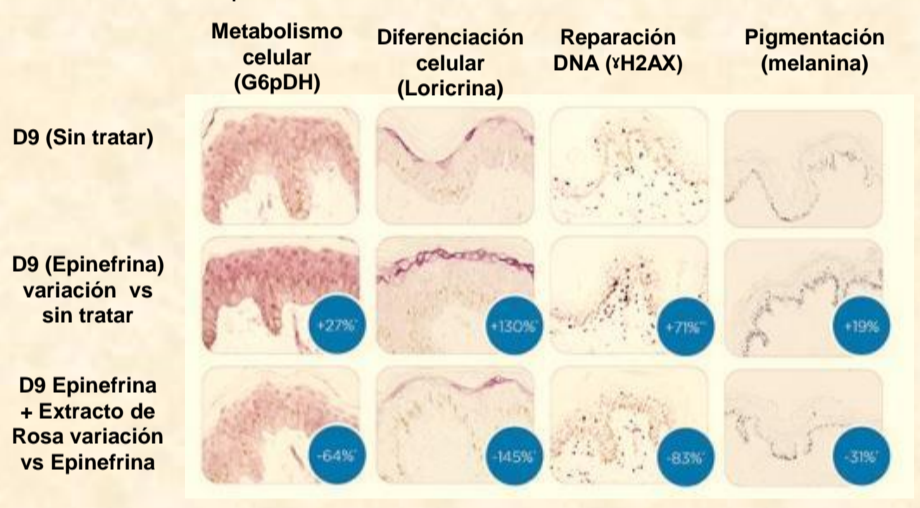 Metabolismo
celular
(G6pDH)
Diferenciación
celular
(Loricrina)
Reparación
DNA (ɤH2AX)
Pigmentación
(melanina)
D9 (Sin tratar)
D9 (Epinefrina)
variación vs
sin tratar
+27%*
+130%*
+71%**
+19%
D9 Epinefrina
+ Extracto de
Rosa variación
vs Epinefrina
-64%*
-145%*
-83%*
-31%*